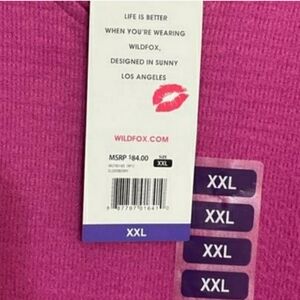 LIFE IS BETTER
WHEN YOU'RE WEARING
WILDFOX,
DESIGNED IN SUNNY
LOS ANGELES
WILDFOX.COM
MSRP $84.00
SIZE
XXL
XXL
XXL
XXL
XXL
XXL